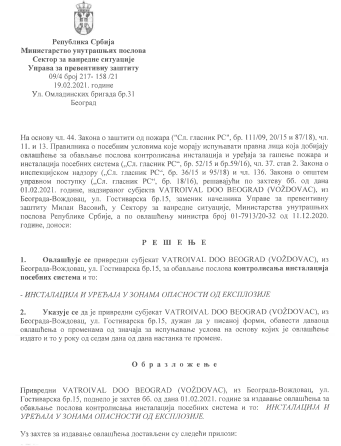 Република Србија
Министарство унутрашњих послова
Сектор за ванредне ситуације
Управа за превентивну заштиту
09/4 број 217- 158 /21
19.02.2021. године
Ул. Омладинских бригада бр.31
Београд
На основу чл. 44. Закона о заштити од пожара ("Сл. гласник РС", бр. 111/09, 20/15 и 87/18), чл.
11. и 13. Правилника о посебним условима које морају испуњавати правна лица која добијају
овлашћење за обављање послова контролисања инсталација и уређаја за гашење пожара и
инсталација посебних система („Сл. гласник РС", бр. 52/15 и бр.59/16), чл. 37. став 2. Закона о
инспекцијском надзору („Сл. гласник РС", бр. 36/15 и 95/18) и чл. 136. Закона о општем
управном поступку („Сл. гласник РС", бр. 18/16), решавајући по захтеву бб. од дана
01.02.2021. године, надзираног субјекта VATROIVAL DOO BEOGRAD (VOŽDOVAC), из
Београда-Вождовац, ул. Гостиварска бр.15, заменик начелника Управе за превентивну
заштиту Милан Васовић, у Сектору за ванредне ситуације, Министарства унутрашњих
послова Републике Србије, а по овлашћењу министра број 01-7913/20-32 од 11.12.2020.
године, доноси:
Р Е Ш Е Њ Е
1. Овлашћује се привредни субјекат VATROIVAL DOO BEOGRAD (VOŽDOVAC), из
Београда-Вождовац, ул. Гостиварска бр.15, за обављање послова контролисања инсталација
посебних система и то:
- ИНСТАЛАЦИЈА И УРЕЂАЈА У ЗОНАМА ОПАСНОСТИ ОД ЕКСПЛОЗИЈЕ
2. Указује се да је привредни субјекат VATROIVAL DOO BEOGRAD (VOŽDOVAC), из
Београда-Вождовац, ул. Гостиварска бр.15, дужан да у писаној форми, обавести даваоца
овлашћења о променама од значаја за испуњавање услова на основу којих је овлашћење
издато и то у року од седам дана од дана настанка те промене.
О б р а з л о ж е њ е
Привредни VATROIVAL DOO BEOGRAD (VOŽDOVAC), из Београда-Вождовац, ул.
Гостиварска бр.15, поднело је захтев бб. од дана 01.02.2021. године за издавање овлашћења за
обављање послова контролисања инсталација посебних система и то: ИНСТАЛАЦИЈА И
УРЕЂАЈА У ЗОНАМА ОПАСНОСТИ ОД ЕКСПЛОЗИЈЕ.
Уз захтев за издавање овлашћења достављени су следећи прилози: